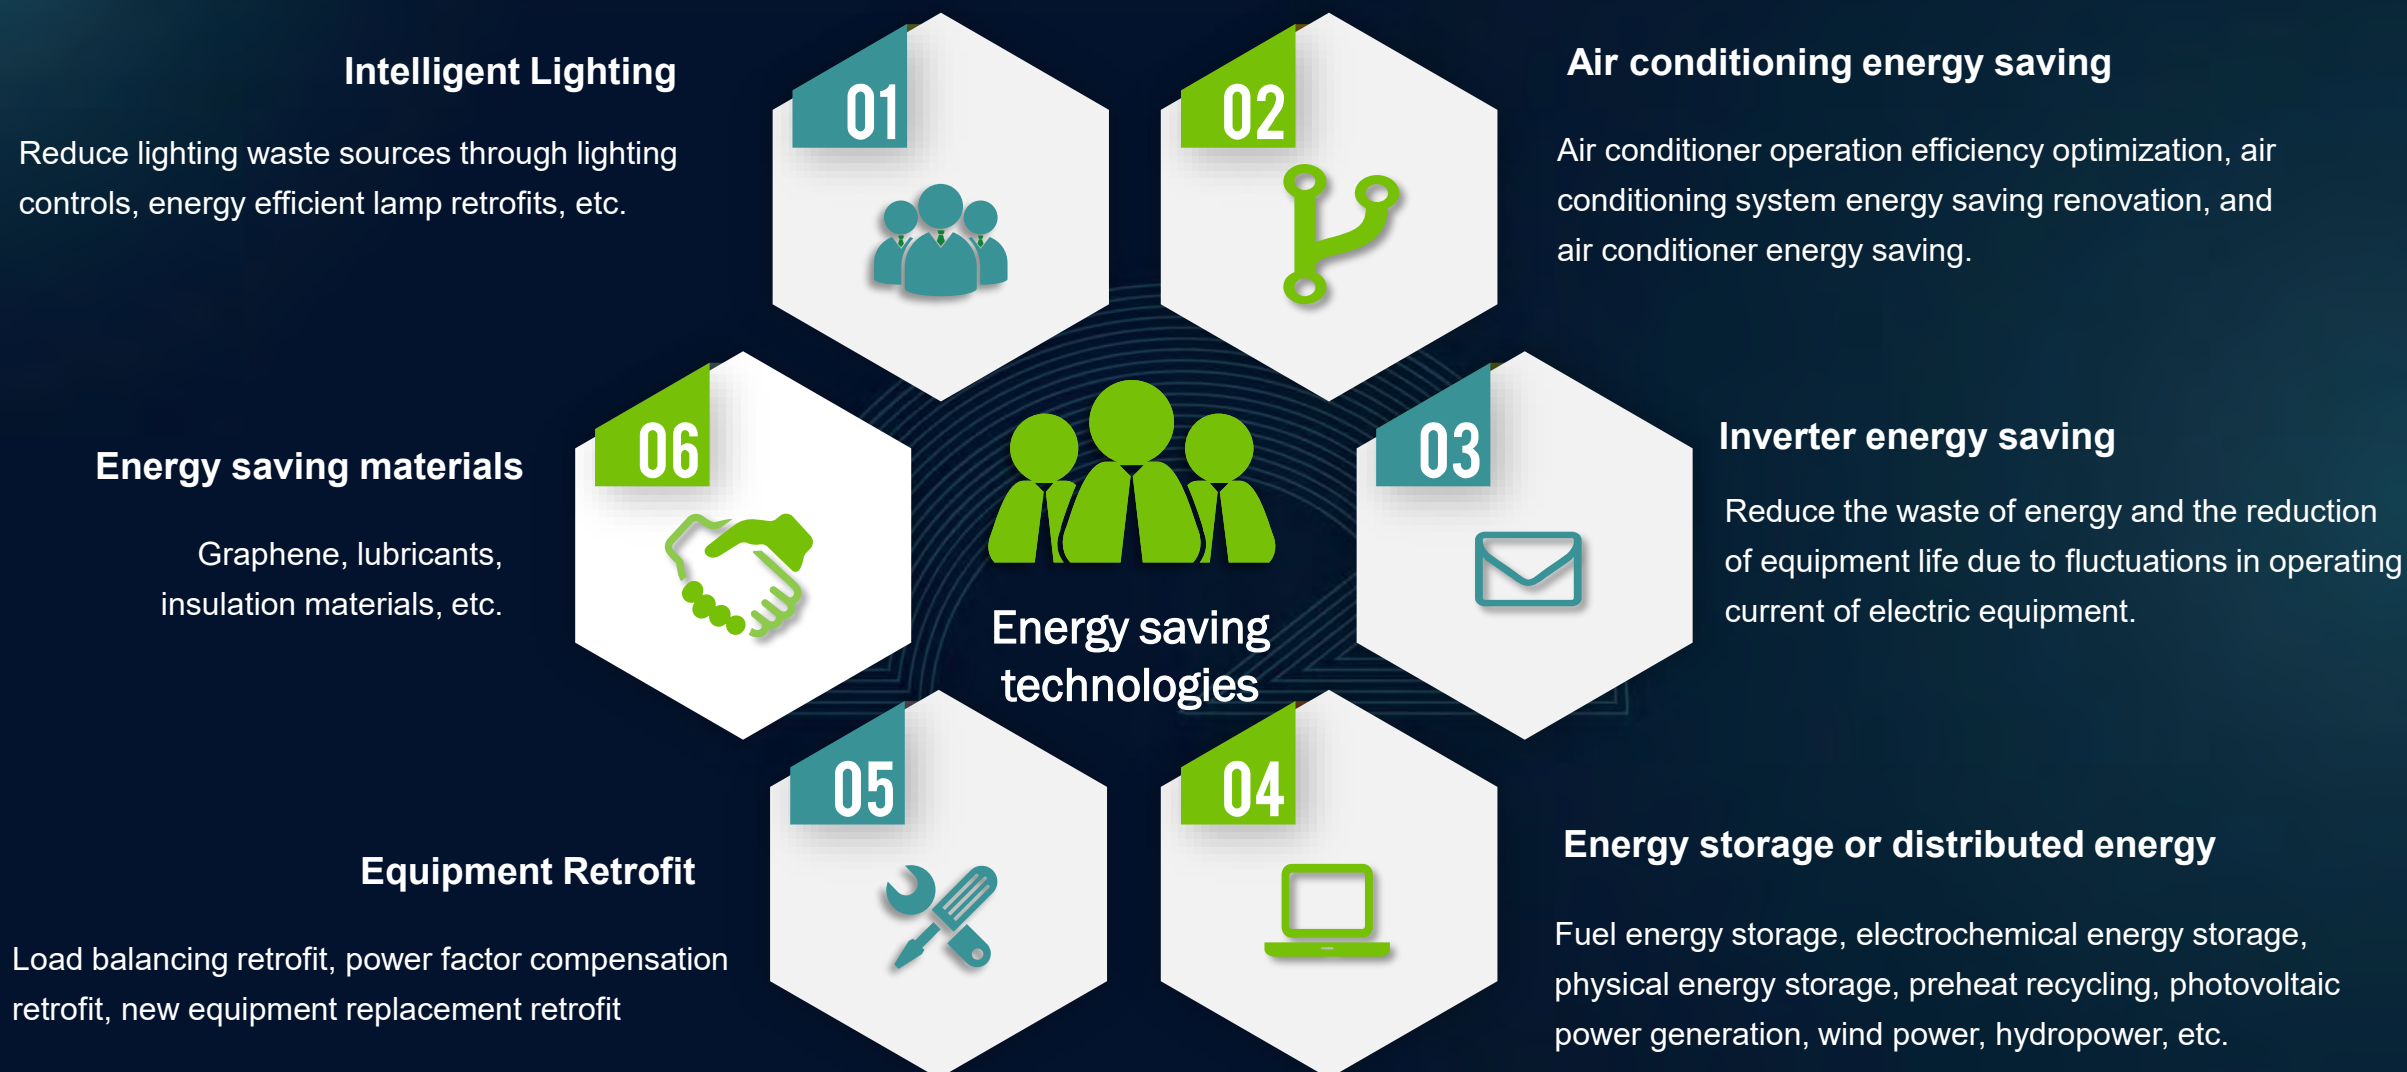 Intelligent Lighting
Reduce lighting waste sources through lighting
controls, energy efficient lamp retrofits, etc.
01
02
Air conditioning energy saving
Air conditioner operation efficiency optimization, air
conditioning system energy saving renovation, and
air conditioner energy saving.
03
Inverter energy saving
Reduce the waste of energy and the reduction
of equipment life due to fluctuations in operating
current of electric equipment.
04
Energy storage or distributed energy
Fuel energy storage, electrochemical energy storage,
physical energy storage, preheat recycling, photovoltaic
power generation, wind power, hydropower, etc.
05
Equipment Retrofit
Load balancing retrofit, power factor compensation
retrofit, new equipment replacement retrofit
06
Energy saving materials
Graphene, lubricants,
insulation materials, etc.
Energy saving
technologies